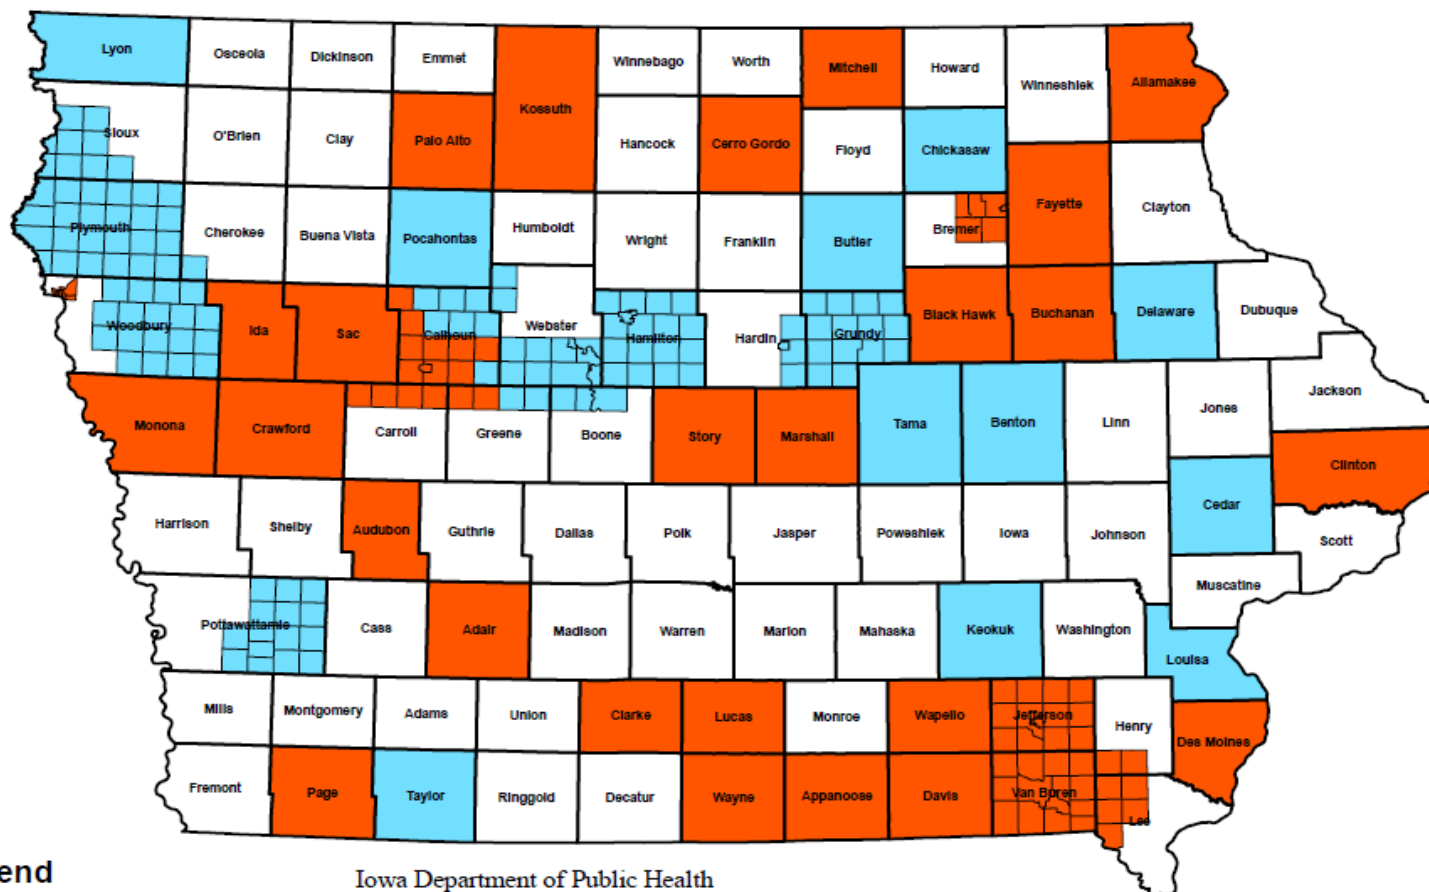 Lyon
Osceola
Dickinson
Emmet
Kossuth
Winnebago
Worth
Mitchell
Howard
Winneshiek
Allamakee
Sioux
O'Brien
Clay
Palo Alto
Hancock
Cerro Gordo
Floyd
Chickasaw
Plymouth
Cherokee
Buena Vista
Pocahontas
Humboldt
Wright
Franklin
Butler
Bremer
Fayette
Clayton
Woodbury
Ida
Sac
Calhoun
Webster
Hamilton
Hardin
Grundy
Black Hawk
Buchanan
Delaware
Dubuque
Monona
Crawford
Carroll
Greene
Boone
Story
Marshall
Tama
Benton
Linn
Jones
Jackson
Clinton
Harrison
Shelby
Audubon
Guthrie
Dallas
Polk
Jasper
Poweshiek
Iowa
Johnson
Cedar
Scott
Muscatine
Pottawattamie
Cass
Adair
Madison
Warren
Marion
Mahaska
Keokuk
Washington
Louisa
Mills
Montgomery
Adams
Union
Clarke
Lucas
Monroe
Wapello
Jefferson
Henry
Des Moines
Fremont
Page
Taylor
Ringgold
Decatur
Wayne
Appanoose
Davis
Van Buren
Lee
end
Iowa Department of Public Health